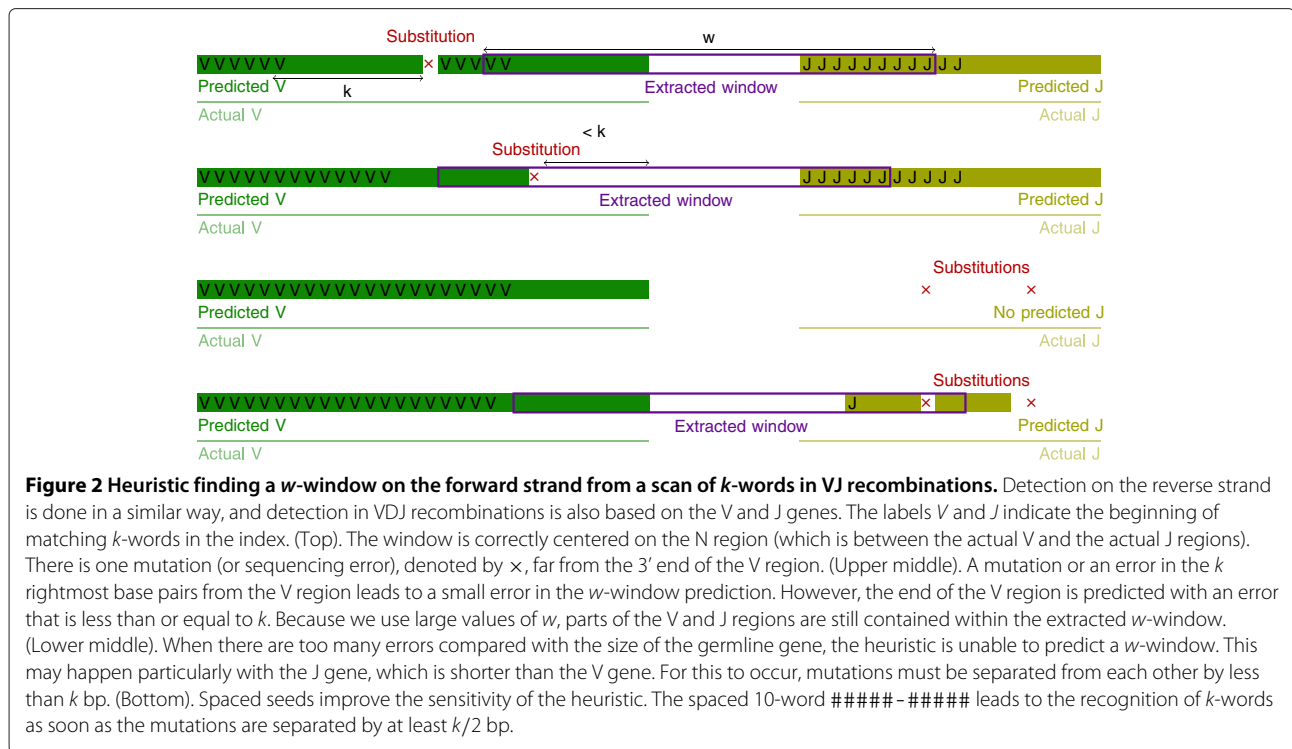 Substitution
w
V V V V V V × V V V V V J J J J J J J J J J J
Predicted V k Extracted window Predicted J
Actual V Actual J
< k
Substitution
V V V V V V V V V V V V V × J J J J J J J J J J J
Predicted V Extracted window Predicted J
Actual V Actual J
Substitutions
V V V V V V V V V V V V V V V V V V V V V × ×
Predicted V No predicted J
Actual V Actual J
Substitutions
V V V V V V V V V V V V V V V V V V V V J × ×
Predicted V Extracted window Predicted J
Actual V Actual J
Figure 2 Heuristic finding a w-window on the forward strand from a scan of k-words in VJ recombinations. Detection on the reverse strand
is done in a similar way, and detection in VDJ recombinations is also based on the V and J genes. The labels V and J indicate the beginning of
matching k-words in the index. (Top). The window is correctly centered on the N region (which is between the actual V and the actual J regions).
There is one mutation (or sequencing error), denoted by ×, far from the 3' end of the V region. (Upper middle). A mutation or an error in the k
rightmost base pairs from the V region leads to a small error in the w-window prediction. However, the end of the V region is predicted with an error
that is less than or equal to k. Because we use large values of w, parts of the V and J regions are still contained within the extracted w-window.
(Lower middle). When there are too many errors compared with the size of the germline gene, the heuristic is unable to predict a w-window. This
may happen particularly with the J gene, which is shorter than the V gene. For this to occur, mutations must be separated from each other by less
than k bp. (Bottom). Spaced seeds improve the sensitivity of the heuristic. The spaced 10-word #####-##### leads to the recognition of k-words
as soon as the mutations are separated by at least k/2 bp.